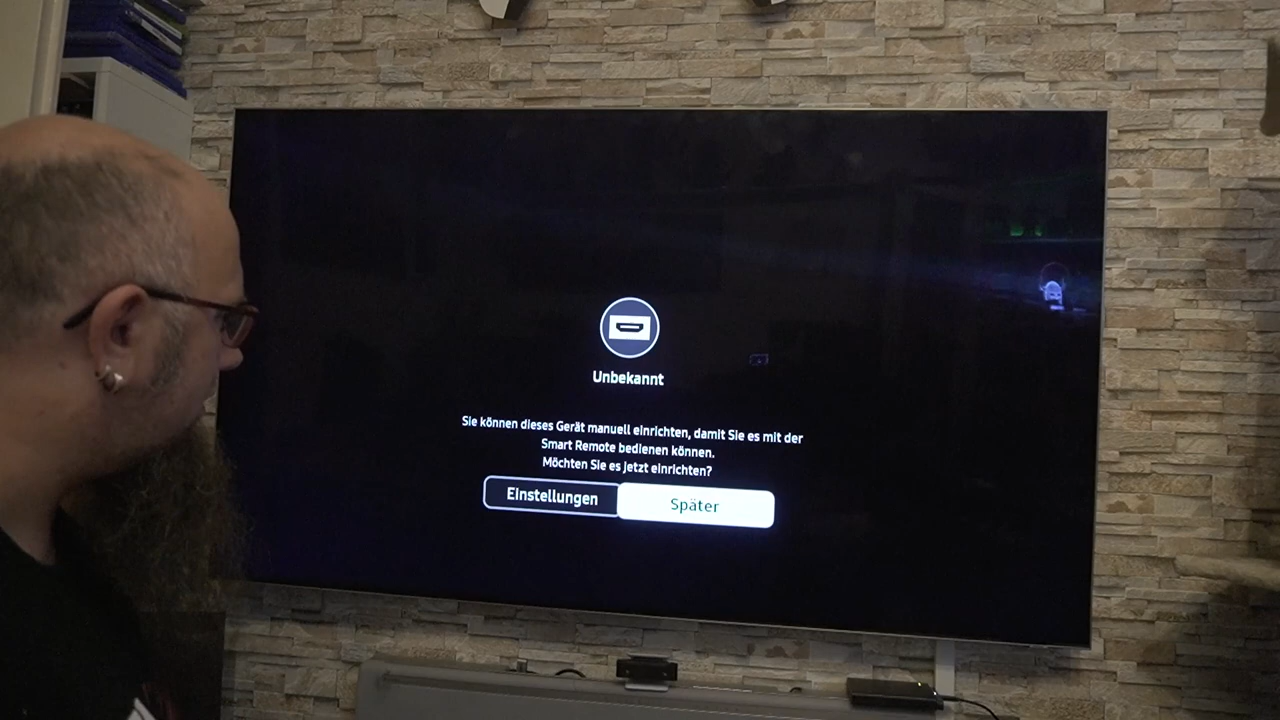 Unbekannt
Sie können dieses Gerät manuell einrichten, damit Sie es mit der
Smart Remote bedienen können.
Möchten Sie es jetzt einrichten?
Einstellungen
Später